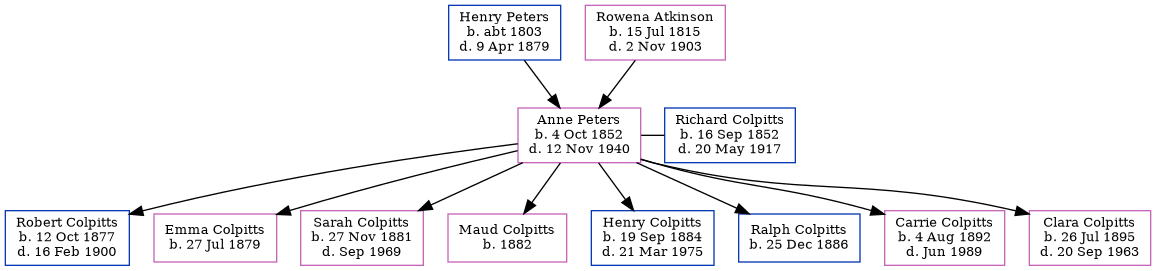 Henry Peters
b. abt 1803
d. 9 Apr 1879
Rowena Atkinson
b. 15 Jul 1815
d. 2 Nov 1903
Anne Peters
b. 4 Oct 1852
d. 12 Nov 1940
Richard Colpitts
b. 16 Sep 1852
d. 20 May 1917
Robert Colpitts
b. 12 Oct 1877
d. 16 Feb 1900
Emma Colpitts
b. 27 Jul 1879
Sarah Colpitts
b. 27 Nov 1881
d. Sep 1969
Maud Colpitts
b. 1882
Henry Colpitts
b. 19 Sep 1884
d. 21 Mar 1975
Ralph Colpitts
b. 25 Dec 1886
Carrie Colpitts
b. 4 Aug 1892
d. Jun 1989
Clara Colpitts
b. 26 Jul 1895
d. 20 Sep 1963